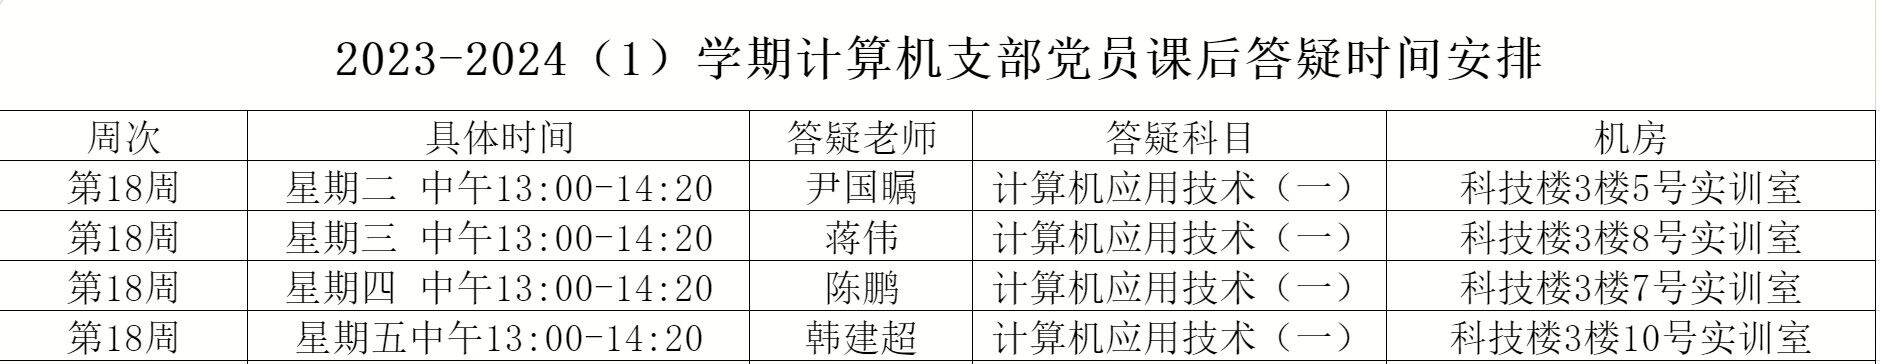 2023-2024（1）学期计算机支部党员课后答疑时间安排
周次 具体时间 答疑老师 答疑科目 机房
第18周 星期二 中午13:00-14:20 尹国瞩 计算机应用技术（一） 科技楼3楼5号实训室
第18周 星期三 中午13:00-14:20 蒋伟 计算机应用技术（一） 科技楼3楼8号实训室
第18周 星期四 中午13:00-14:20 陈鹏 计算机应用技术（一） 科技楼3楼7号实训室
第18周 星期五中午13:00-14:20 韩建超 计算机应用技术（一） 科技楼3楼10号实训室